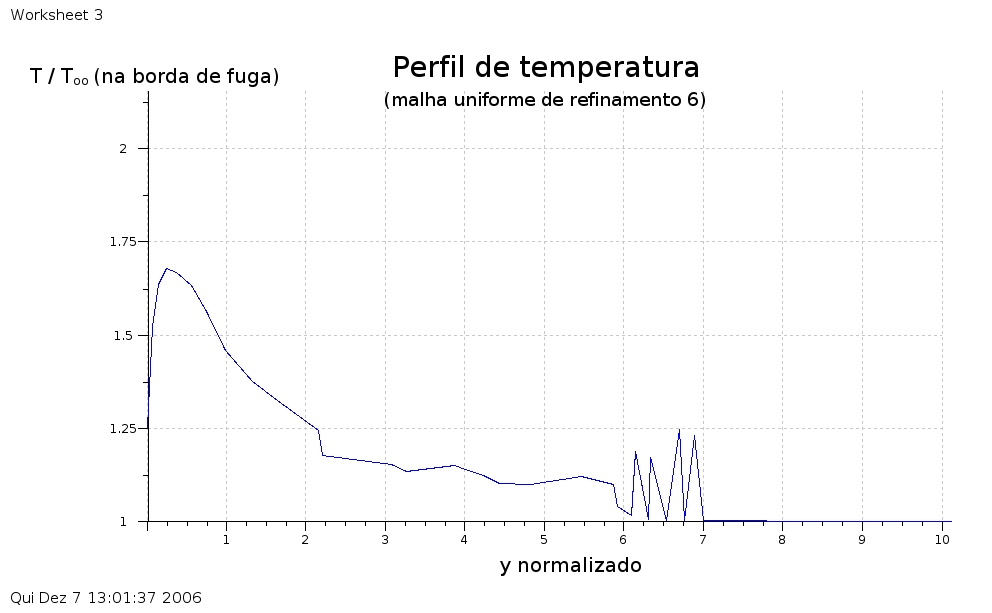 Worksheet 3
Perfil de temperatura
T / Too (na borda de fuga)
(malha uniforme de refinamento 6)
2
1.75
1.5
1.25
1
1 2 3 4 5 6 7 8 9 10
y normalizado
Qui Dez 7 13:01:37 2006